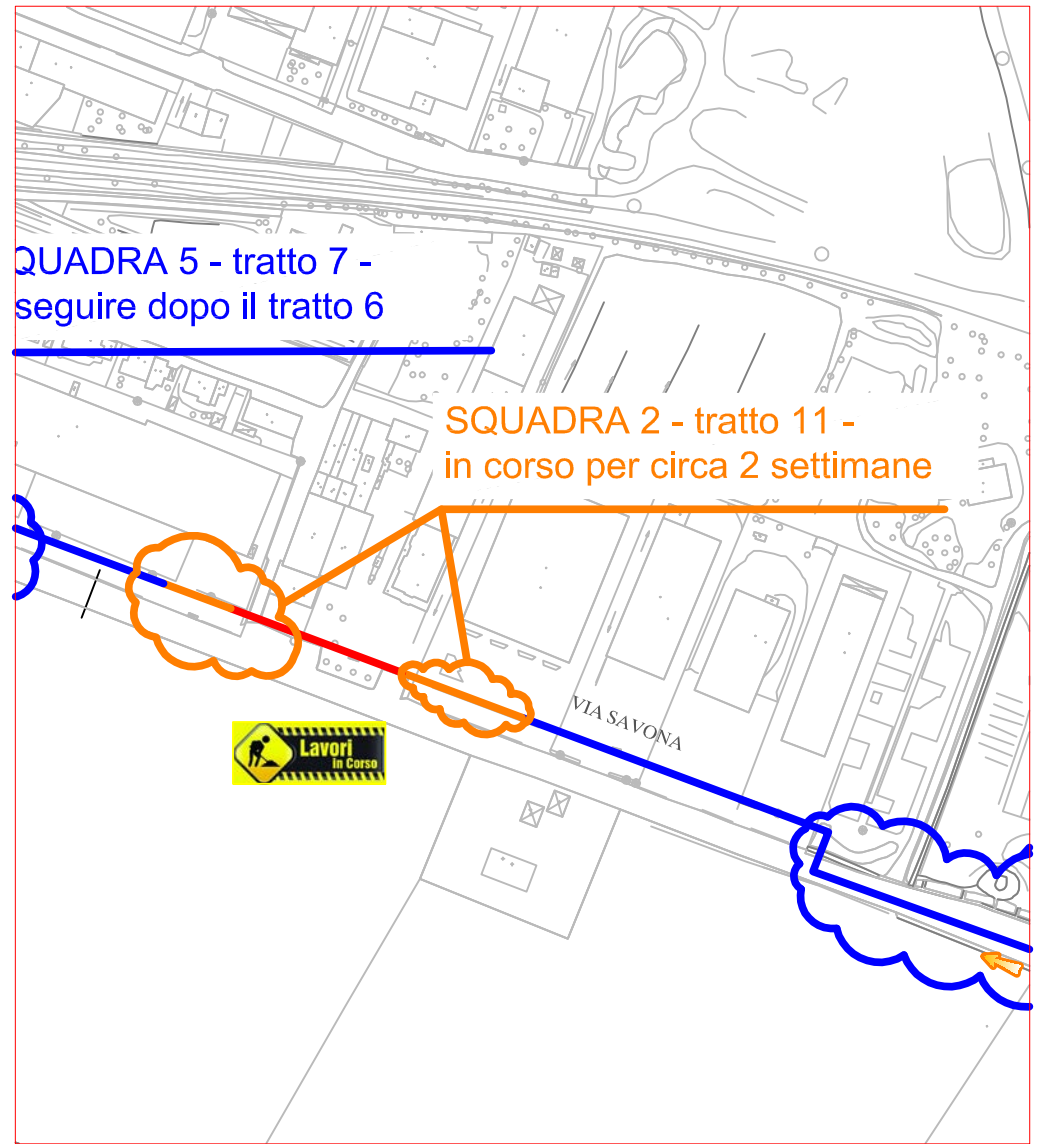 QUADRA 5 - tratto 7 -
seguire dopo il tratto 6
SQUADRA 2 - tratto 11 -
in corso per circa 2 settimane
VIA SAVONA
Lavori
in Corso